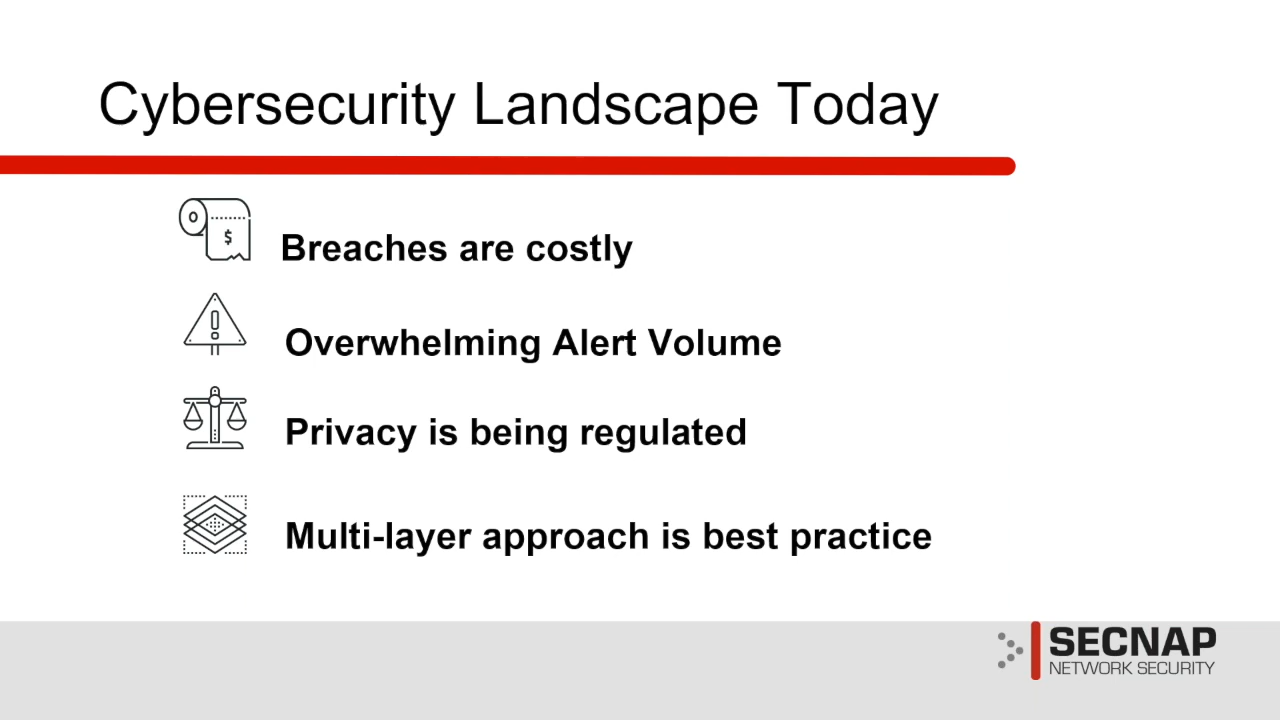 Cybersecurity Landscape Today
$
Breaches are costly
Overwhelming Alert Volume
Privacy is being regulated
Multi-layer approach is best practice
SECNAP
NETWORK SECURITY